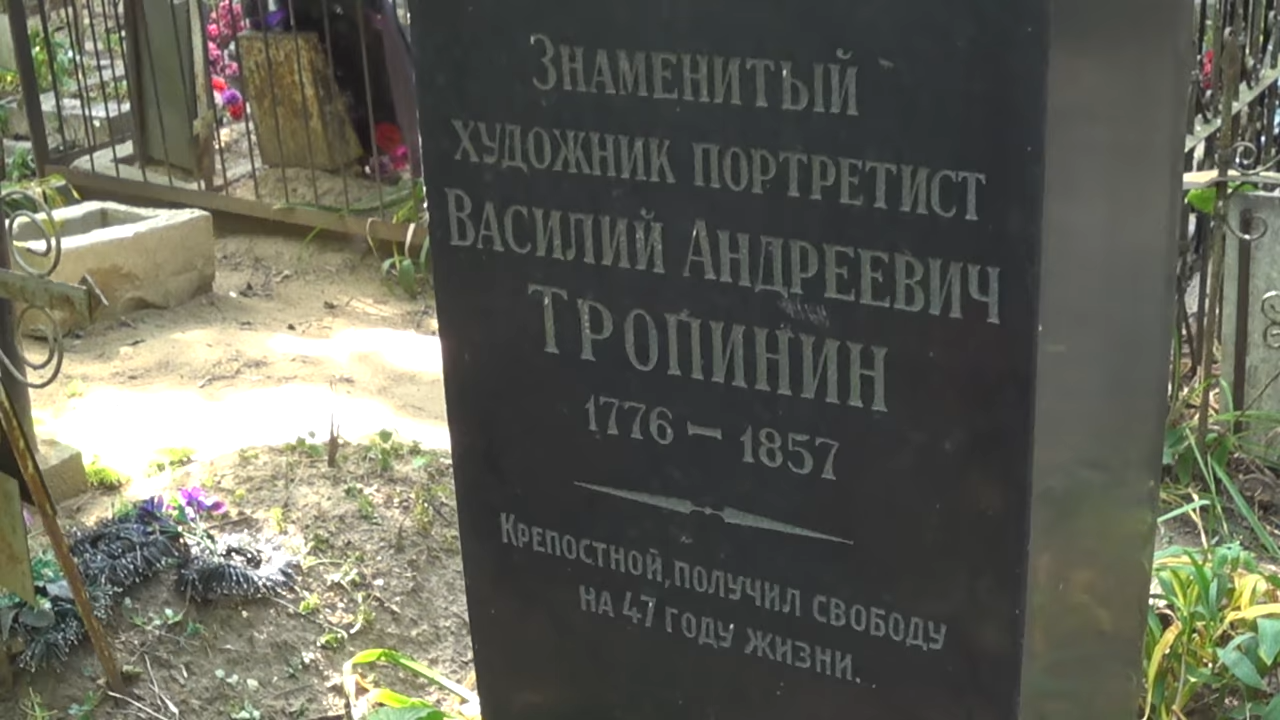 Знаменитый
художник портретист
Василий Андреевич
Тропинин
1776 – 1857
Крепостной, получил свободу
на 47 году жизни.